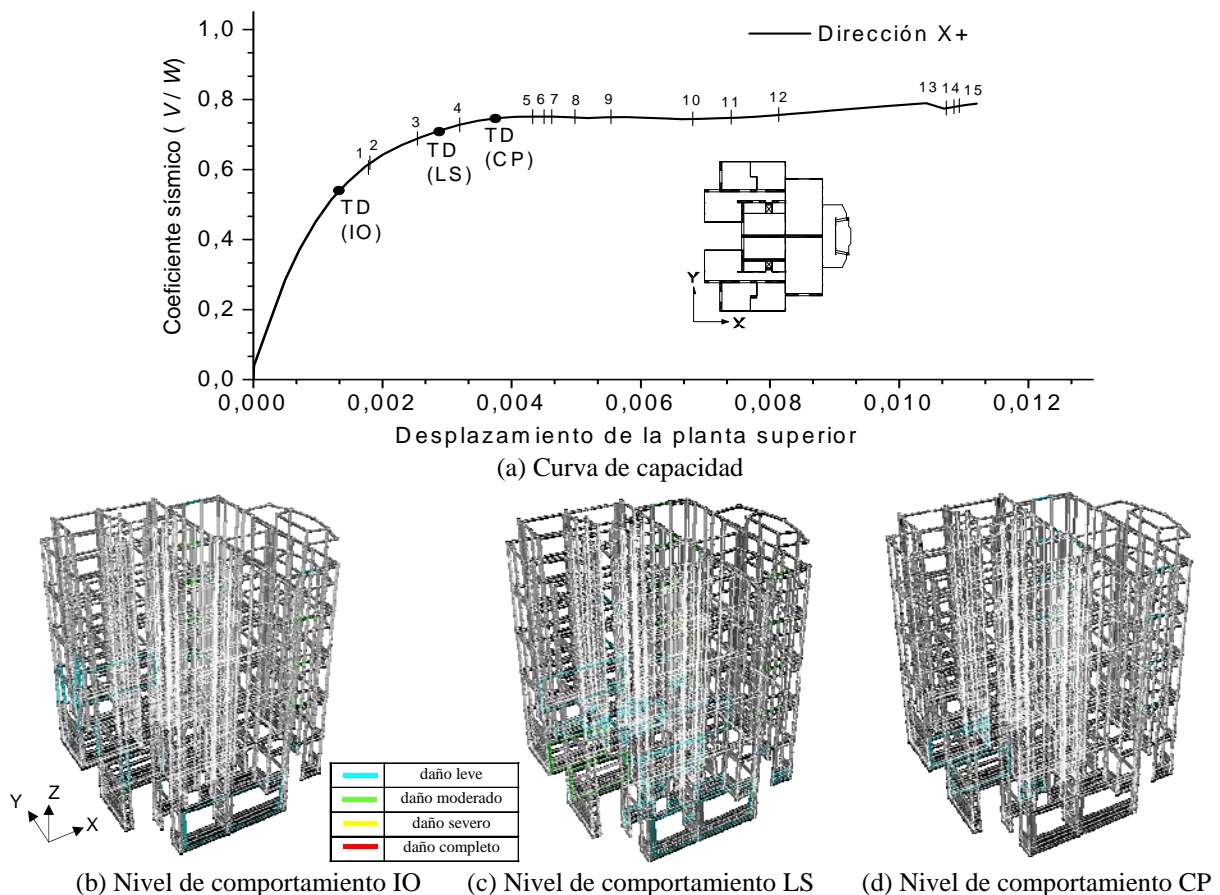 1,0
0,8
0,6
0,4
0,2
0,0
Coeficiente sísmico ( V / W)
Dirección X+
1 2 3 4 5 6 7 8 9 10 11 12 13 14 15
TD
(IO)
TD
(LS)
TD
(CP)
Y
X
0,000 0,002 0,004 0,006 0,008 0,010 0,012
Desplazamiento de la planta superior
(a) Curva de capacidad
Y Z X
daño leve
daño moderado
daño severo
daño completo
(b) Nivel de comportamiento IO (c) Nivel de comportamiento LS (d) Nivel de comportamiento CP